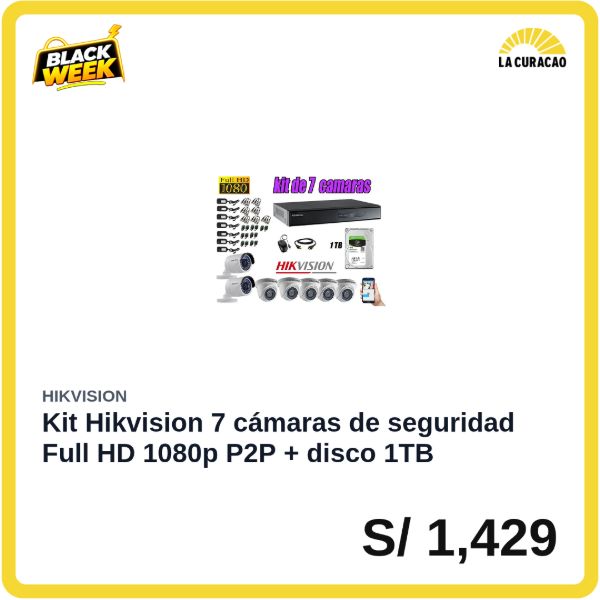 BLACK
WEEK
LA CURACAO
Full HD
1080
kit de 7 camaras
1TB
HIKVISION
HIKVISION
Kit Hikvision 7 cámaras de seguridad
Full HD 1080p P2P + disco 1TB
S/ 1,429